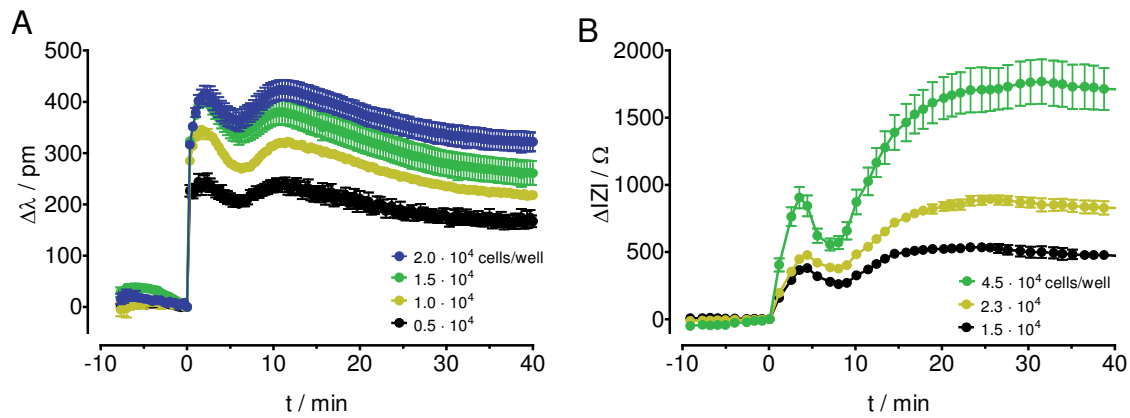 A
Δλ / pm
500
400
300
200
100
0
2.0 · 10⁴ cells/well
1.5 · 10⁴
1.0 · 10⁴
0.5 · 10⁴
-10 0 10 20 30 40
t / min
B
Δ|Z| / Ω
2000
1500
1000
500
0
4.5 · 10⁴ cells/well
2.3 · 10⁴
1.5 · 10⁴
-10 0 10 20 30 40
t / min